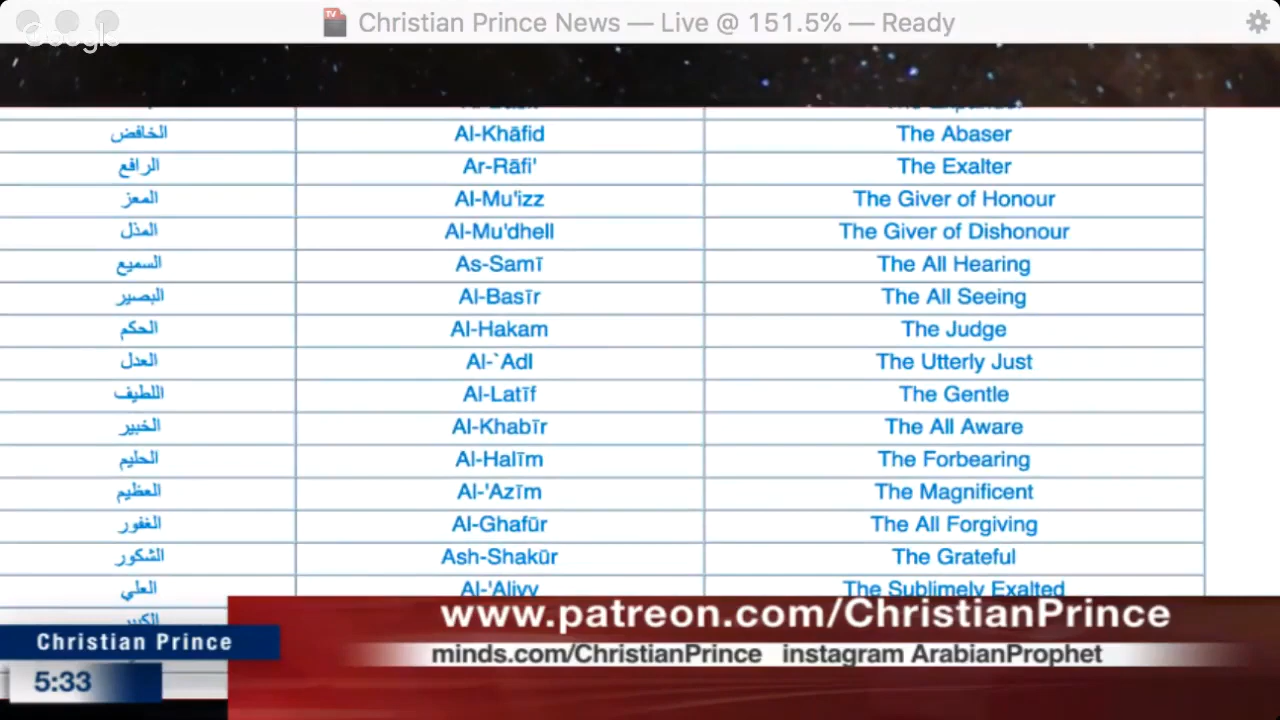 Christian Prince News — Live @ 151.5% — Ready
Google
الخافض Al-Khāfid The Abaser
الرافع Ar-Rāfi' The Exalter
المعز Al-Mu'izz The Giver of Honour
المذل Al-Mu'dhell The Giver of Dishonour
السميع As-Samī The All Hearing
البصير Al-Basīr The All Seeing
الحكم Al-Hakam The Judge
العدل Al-`Adl The Utterly Just
اللطيف Al-Latīf The Gentle
الخبير Al-Khabīr The All Aware
الحليم Al-Halīm The Forbearing
العظيم Al-'Azīm The Magnificent
الغفور Al-Ghafūr The All Forgiving
الشكور Ash-Shakūr The Grateful
العلي Al-'Aliyy The Sublimely Exalted
www.patreon.com/ChristianPrince
Christian Prince
minds.com/ChristianPrince instagram ArabianProphet
5:33